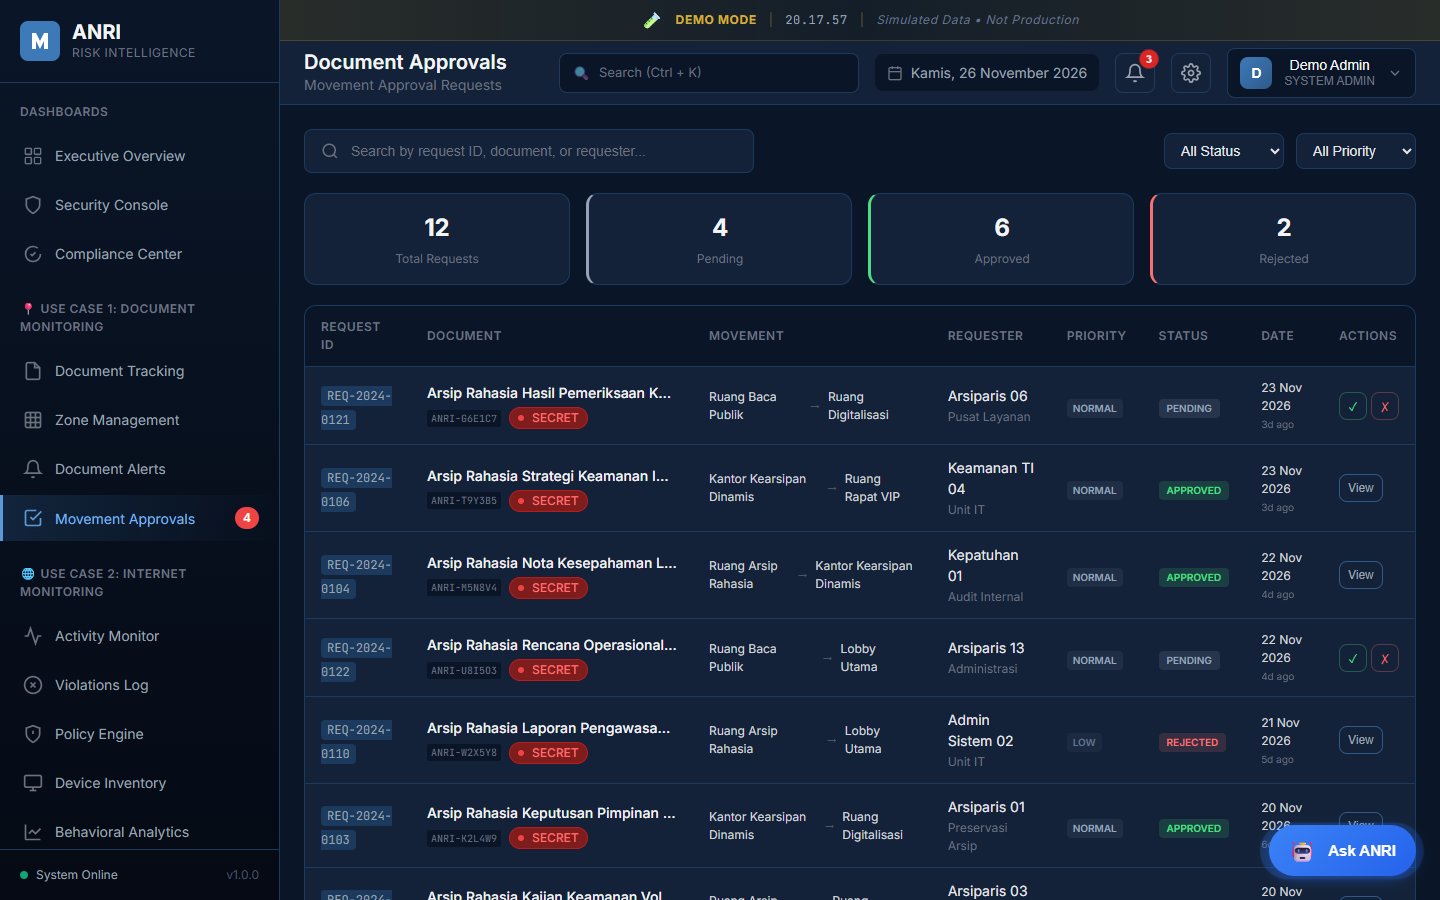 M
ANRI
RISK INTELLIGENCE
DASHBOARDS
Executive Overview
Security Console
Compliance Center
USE CASE 1: DOCUMENT
MONITORING
Document Tracking
Zone Management
Document Alerts
Movement Approvals 4
USE CASE 2: INTERNET
MONITORING
Activity Monitor
Violations Log
Policy Engine
Device Inventory
Behavioral Analytics
System Online v1.0.0
DEMO MODE 20.17.57 Simulated Data • Not Production
Document Approvals
Movement Approval Requests
Search (Ctrl + K)
Kamis, 26 November 2026
3
D
Demo Admin
SYSTEM ADMIN
Search by request ID, document, or requester...
All Status All Priority
12
Total Requests
4
Pending
6
Approved
2
Rejected
REQUEST
ID
DOCUMENT MOVEMENT REQUESTER PRIORITY STATUS DATE ACTIONS
REQ-2024-
0121
Arsip Rahasia Hasil Pemeriksaan K...
ANRI-G6E1C7 SECRET
Ruang Baca
Publik
→
Ruang
Digitalisasi
Arsiparis 06
Pusat Layanan
NORMAL
PENDING
23 Nov
2026
3d ago
✓ ✗
REQ-2024-
0106
Arsip Rahasia Strategi Keamanan I...
ANRI-T9Y3B5 SECRET
Kantor Kearsipan
Dinamis
→
Ruang
Rapat VIP
Keamanan TI
04
Unit IT
NORMAL
APPROVED
23 Nov
2026
3d ago
View
REQ-2024-
0104
Arsip Rahasia Nota Kesepahaman L...
ANRI-M5N8V4 SECRET
Ruang Arsip
Rahasia
→
Kantor Kearsipan
Dinamis
Kepatuhan
01
Audit Internal
NORMAL
APPROVED
22 Nov
2026
4d ago
View
REQ-2024-
0122
Arsip Rahasia Rencana Operasional...
ANRI-U8I5O3 SECRET
Ruang Baca
Publik
→
Lobby
Utama
Arsiparis 13
Administrasi
NORMAL
PENDING
22 Nov
2026
4d ago
✓ ✗
REQ-2024-
0110
Arsip Rahasia Laporan Pengawasa...
ANRI-W2X5Y8 SECRET
Ruang Arsip
Rahasia
→
Lobby
Utama
Admin
Sistem 02
Unit IT
LOW
REJECTED
21 Nov
2026
5d ago
View
REQ-2024-
0103
Arsip Rahasia Keputusan Pimpinan ...
ANRI-K2L4W9 SECRET
Kantor Kearsipan
Dinamis
→
Ruang
Digitalisasi
Arsiparis 01
Preservasi
Arsip
NORMAL
APPROVED
20 Nov
2026
View
Ask ANRI
REQ-2024-
Arsip Rahasia Kajian Keamanan Vol...
Ruang Arsip
Ruang
Arsiparis 03
20 Nov